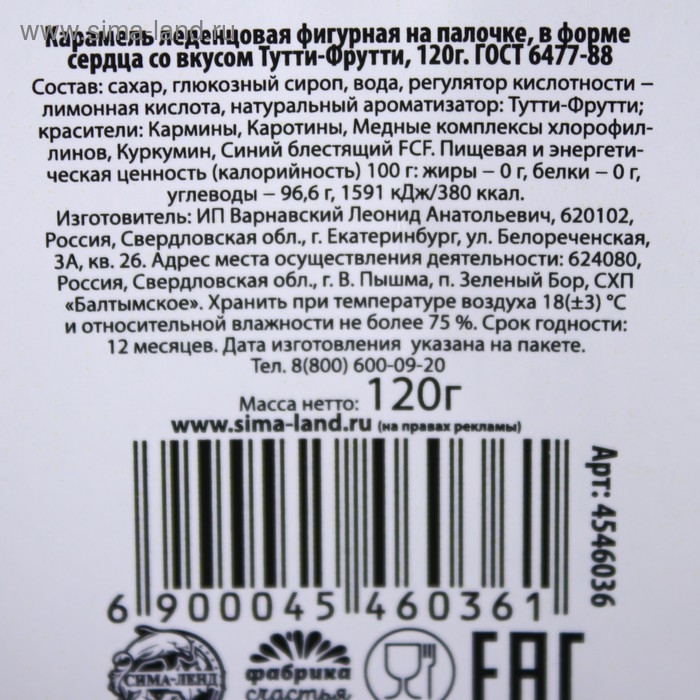 www.sima-land.ru
Карамель леденцовая фигурная на палочке, в форме
сердца со вкусом Тутти-Фрутти, 120г. ГОСТ 6477-88
Состав: сахар, глюкозный сироп, вода, регулятор кислотности –
лимонная кислота, натуральный ароматизатор: Тутти-Фрутти;
красители: Кармины, Каротины, Медные комплексы хлорофил-
линов, Куркумин, Синий блестящий FCF. Пищевая и энергети-
ческая ценность (калорийность) 100 г: жиры – 0 г, белки – 0 г,
углеводы – 96,6 г, 1591 кДж/380 ккал.
Изготовитель: ИП Варнавский Леонид Анатольевич, 620102,
Россия, Свердловская обл., г. Екатеринбург, ул. Белореченская,
3А, кв. 26. Адрес места осуществления деятельности: 624080,
Россия, Свердловская обл., г. В. Пышма, п. Зеленый Бор, СХП
«Балтымское». Хранить при температуре воздуха 18(±3) °С
и относительной влажности не более 75 %. Срок годности:
12 месяцев. Дата изготовления указана на пакете.
Тел. 8(800) 600-09-20
Масса нетто: 120г
www.sima-land.ru (на правах рекламы)
Арт: 4546036
6 900045 460361
СИМА-ЛЕНД
фабрика
счастья
EAC